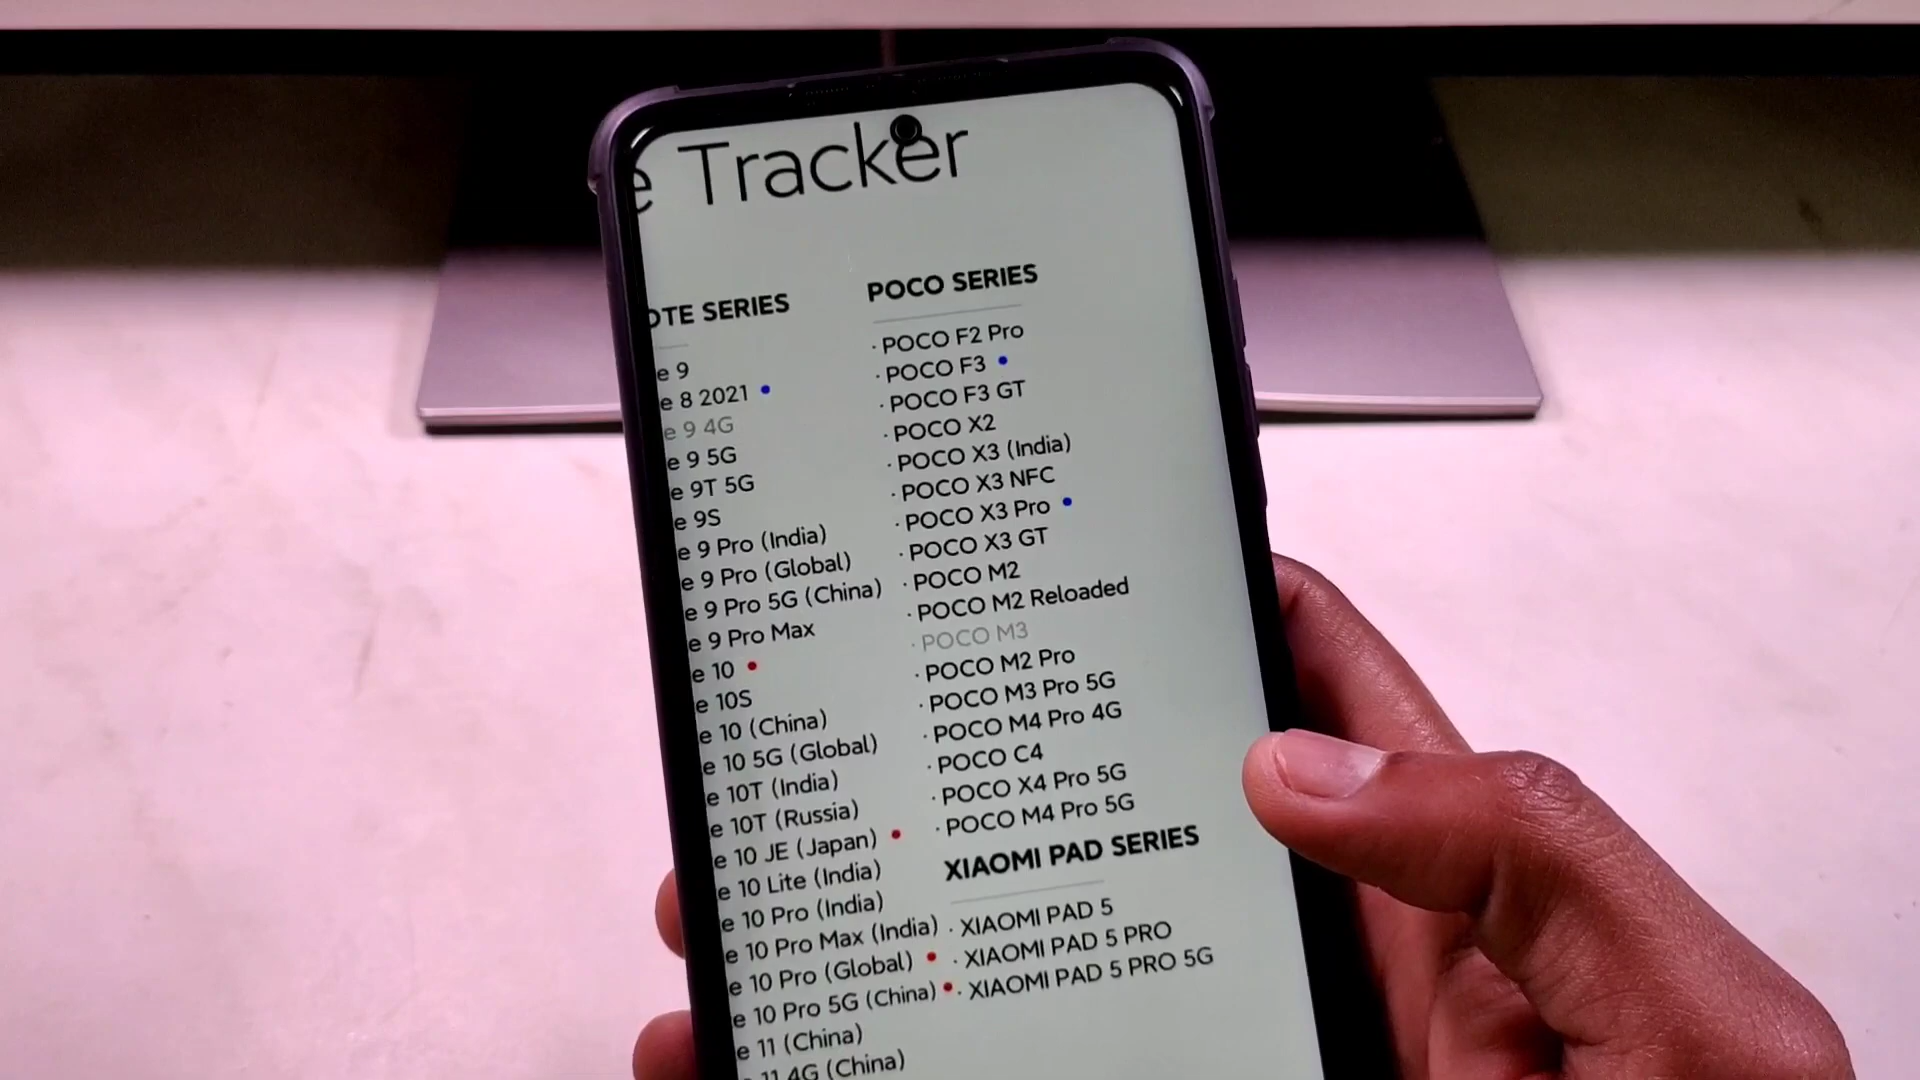 e Tracker
OTE SERIES
e 9
e 8 2021
e 9 4G
e 9 5G
e 9T 5G
e 9S
e 9 Pro (India)
e 9 Pro (Global)
e 9 Pro 5G (China)
e 9 Pro Max
e 10
e 10S
e 10 (China)
e 10 5G (Global)
e 10T (India)
e 10T (Russia)
e 10 JE (Japan)
e 10 Lite (India)
e 10 Pro (India)
e 10 Pro Max (India)
e 10 Pro (Global)
e 10 Pro 5G (China)
e 11 (China)
11 4G (China)
POCO SERIES
· POCO F2 Pro
· POCO F3
· POCO F3 GT
· POCO X2
· POCO X3 (India)
· POCO X3 NFC
· POCO X3 Pro
· POCO X3 GT
· POCO M2
· POCO M2 Reloaded
· POCO M3
· POCO M2 Pro
· POCO M3 Pro 5G
· POCO M4 Pro 4G
· POCO C4
· POCO X4 Pro 5G
· POCO M4 Pro 5G
XIAOMI PAD SERIES
· XIAOMI PAD 5
· XIAOMI PAD 5 PRO
· XIAOMI PAD 5 PRO 5G